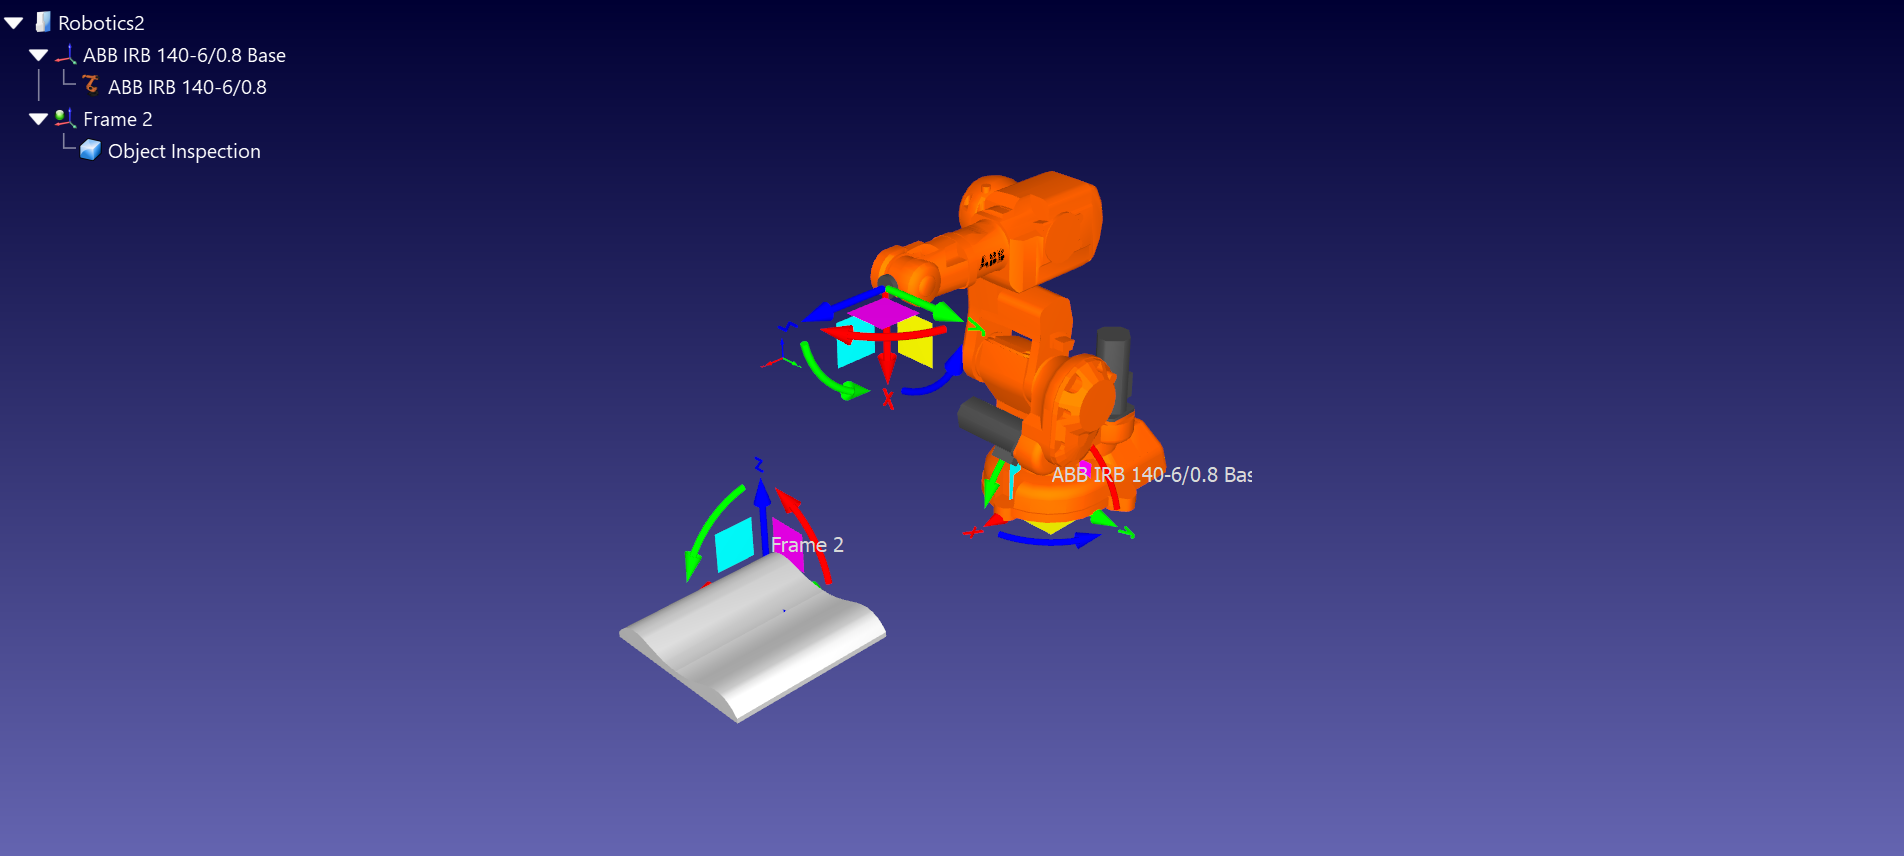 Robotics2
ABB IRB 140-6/0.8 Base
ABB IRB 140-6/0.8
Frame 2
Object Inspection
ABB
Z
Y
X
Z
ABB IRB 140-6/0.8 Bas
X
Y
Frame 2